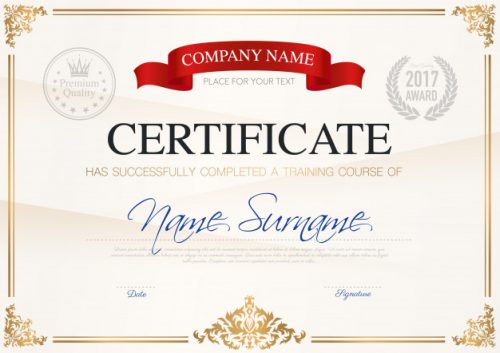 COMPANY NAME
PLACE FOR YOUR TEXT
Premium
Quality
2017
AWARD
CERTIFICATE
HAS SUCCESSFULLY COMPLETED A TRAINING COURSE OF
Name Surname
Date
Signature